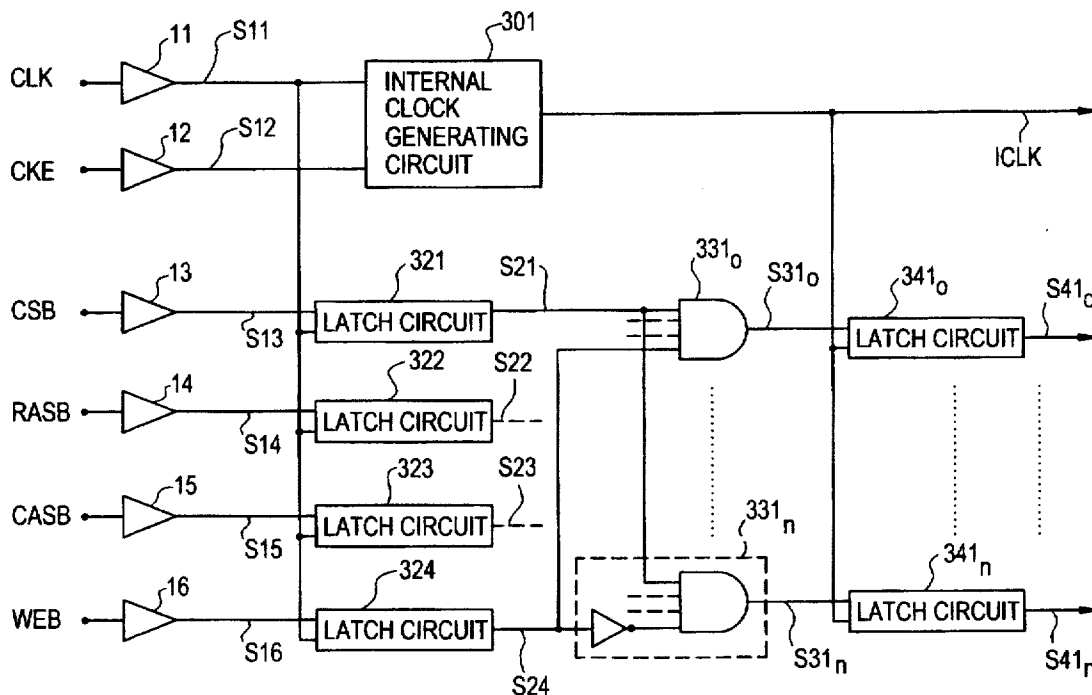 11
S11
301
CLK
INTERNAL
CLOCK
GENERATING
CIRCUIT
12
S12
CKE
ICLK
13
321
S21
331o
S31o
341o
S41o
CSB
LATCH CIRCUIT
LATCH CIRCUIT
S13
14
322
S22
RASB
LATCH CIRCUIT
S14
15
323
S23
CASB
LATCH CIRCUIT
S15
331n
16
324
341n
WEB
LATCH CIRCUIT
LATCH CIRCUIT
S16
S24
S31n
S41n